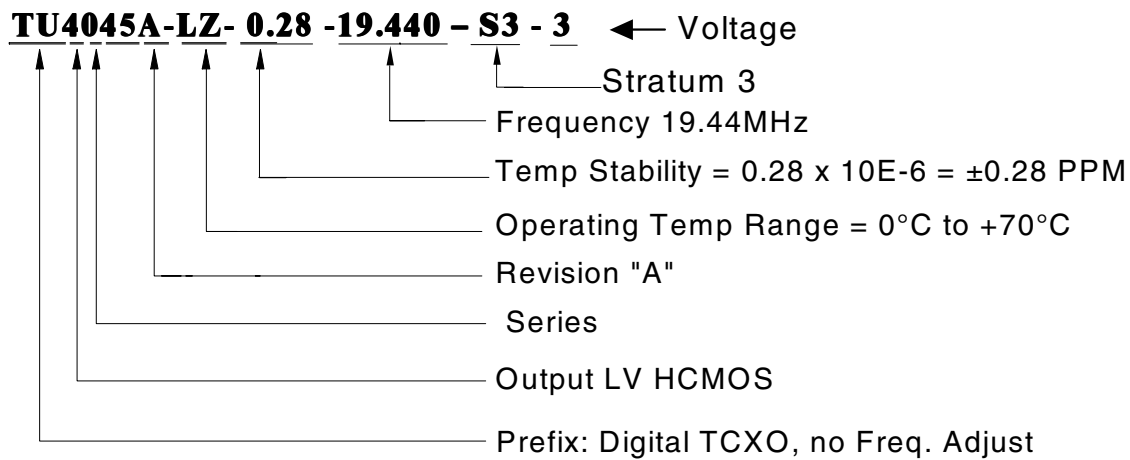 TU4045A-LZ- 0.28 -19.440 – S3 - 3 Voltage
Stratum 3
Frequency 19.44MHz
Temp Stability = 0.28 x 10E-6 = ±0.28 PPM
Operating Temp Range = 0°C to +70°C
Revision "A"
Series
Output LV HCMOS
Prefix: Digital TCXO, no Freq. Adjust